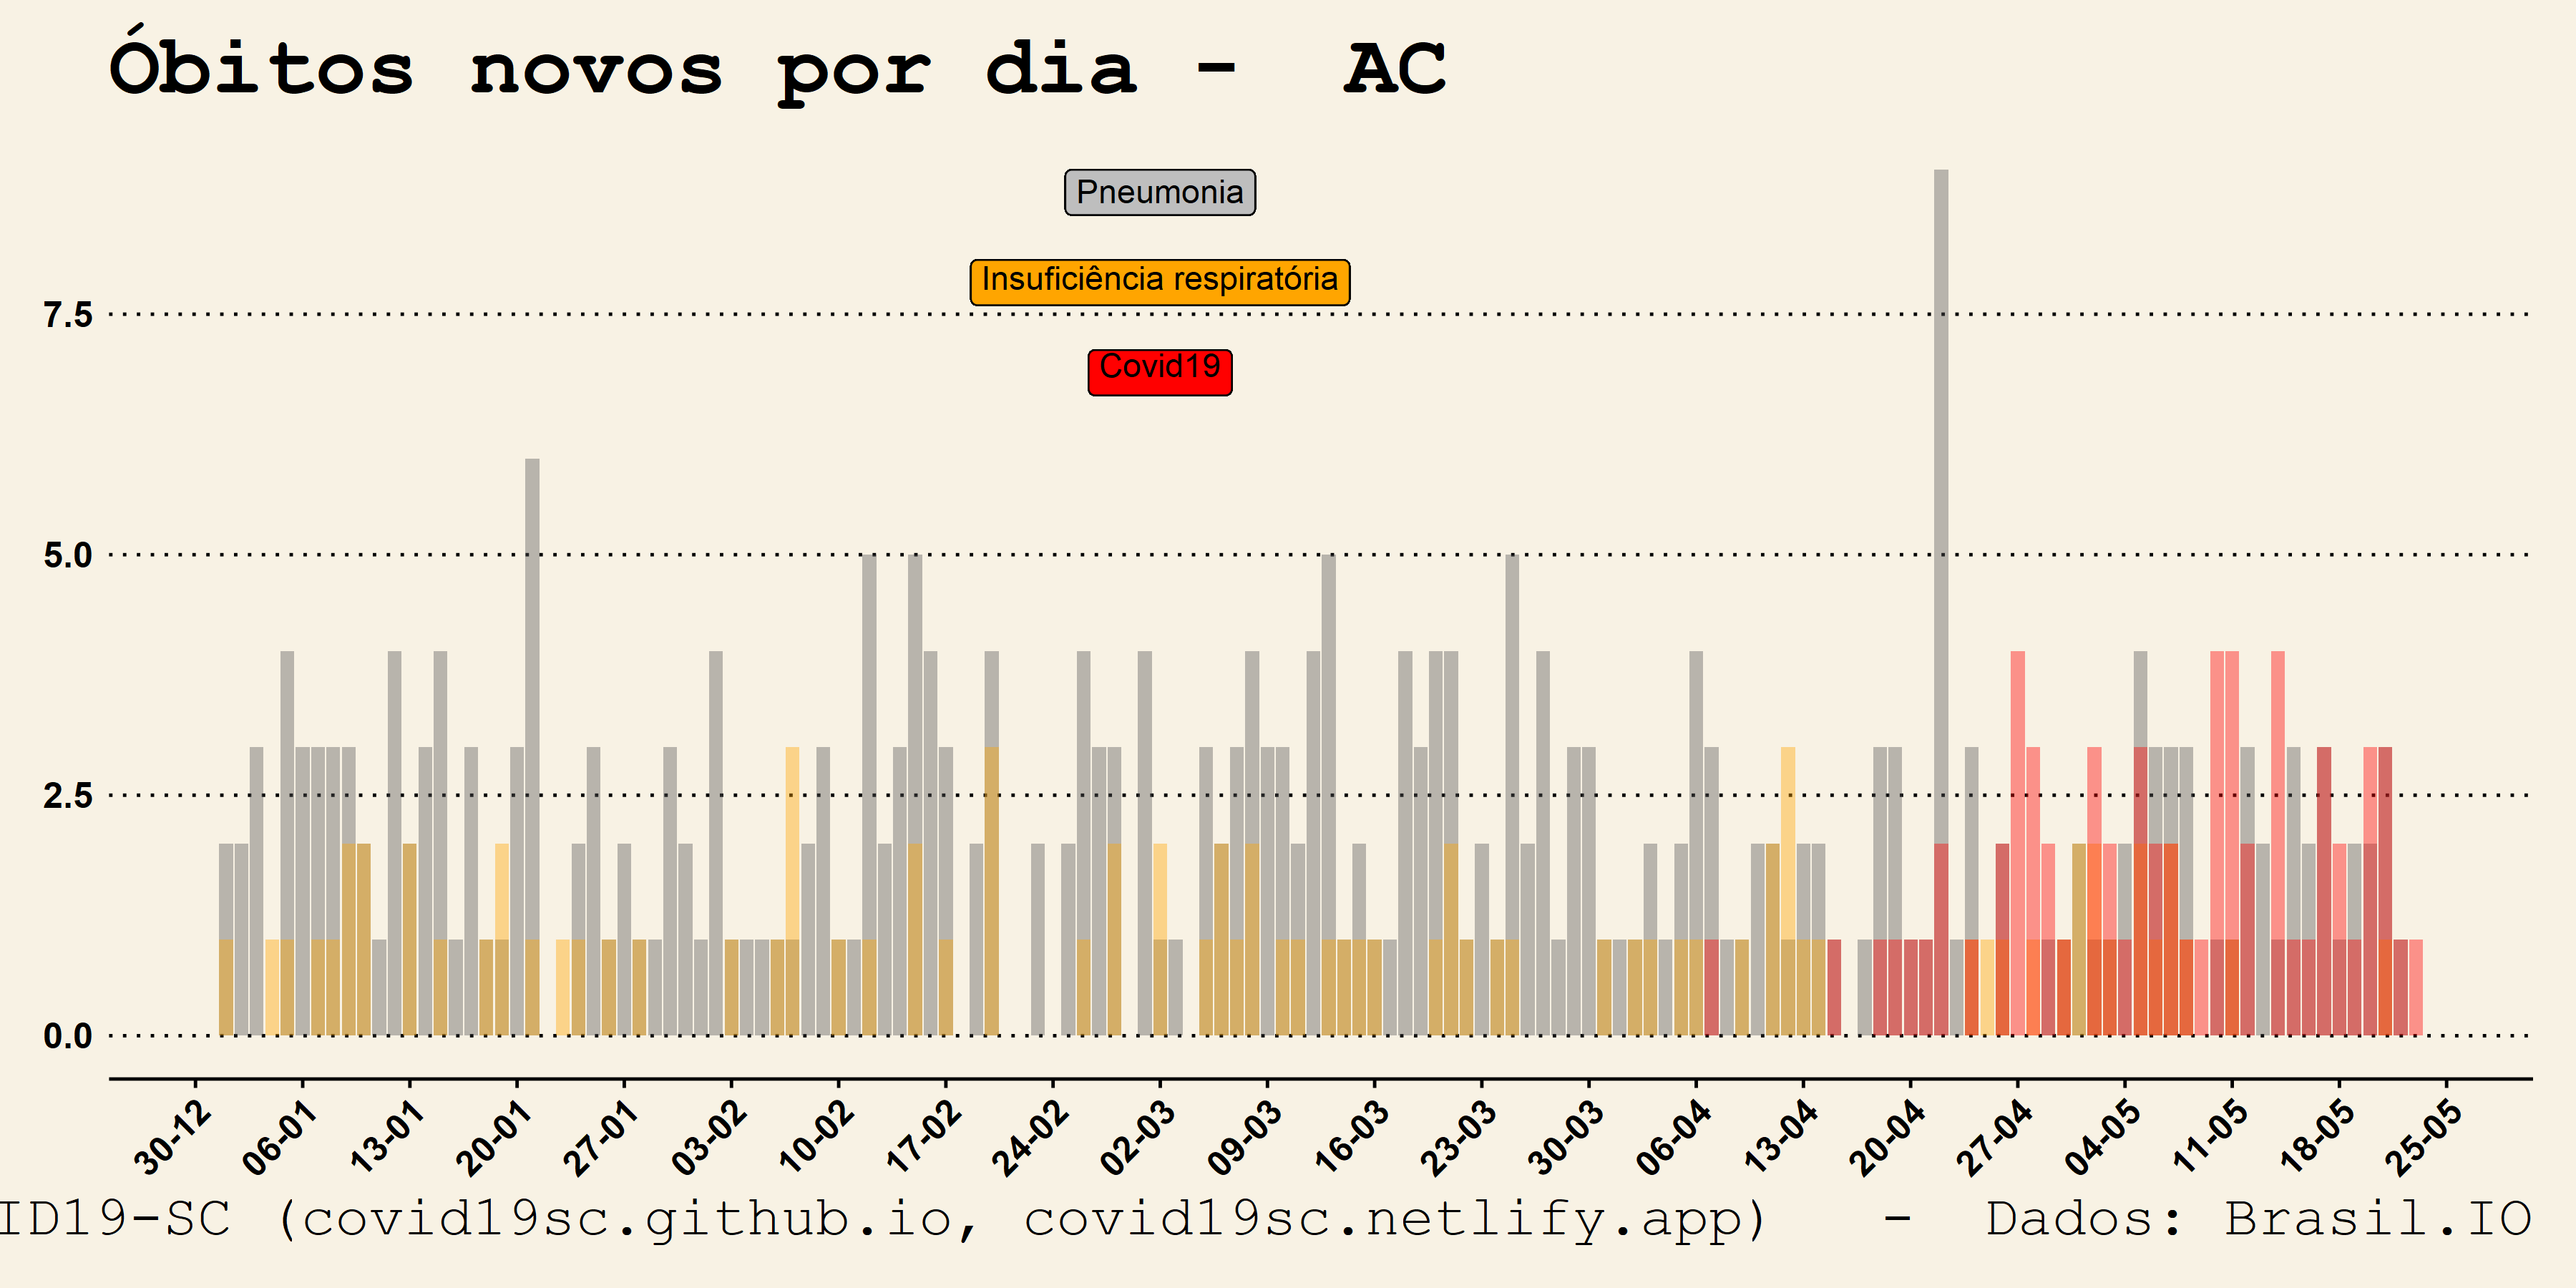 Óbitos novos por dia - AC
Pneumonia
Insuficiência respiratória
Covid19
7.5
5.0
2.5
0.0
30-12 06-01 13-01 20-01 27-01 03-02 10-02 17-02 24-02 02-03 09-03 16-03 23-03 30-03 06-04 13-04 20-04 27-04 04-05 11-05 18-05 25-05
ID19-SC (covid19sc.github.io, covid19sc.netlify.app) - Dados: Brasil.IO